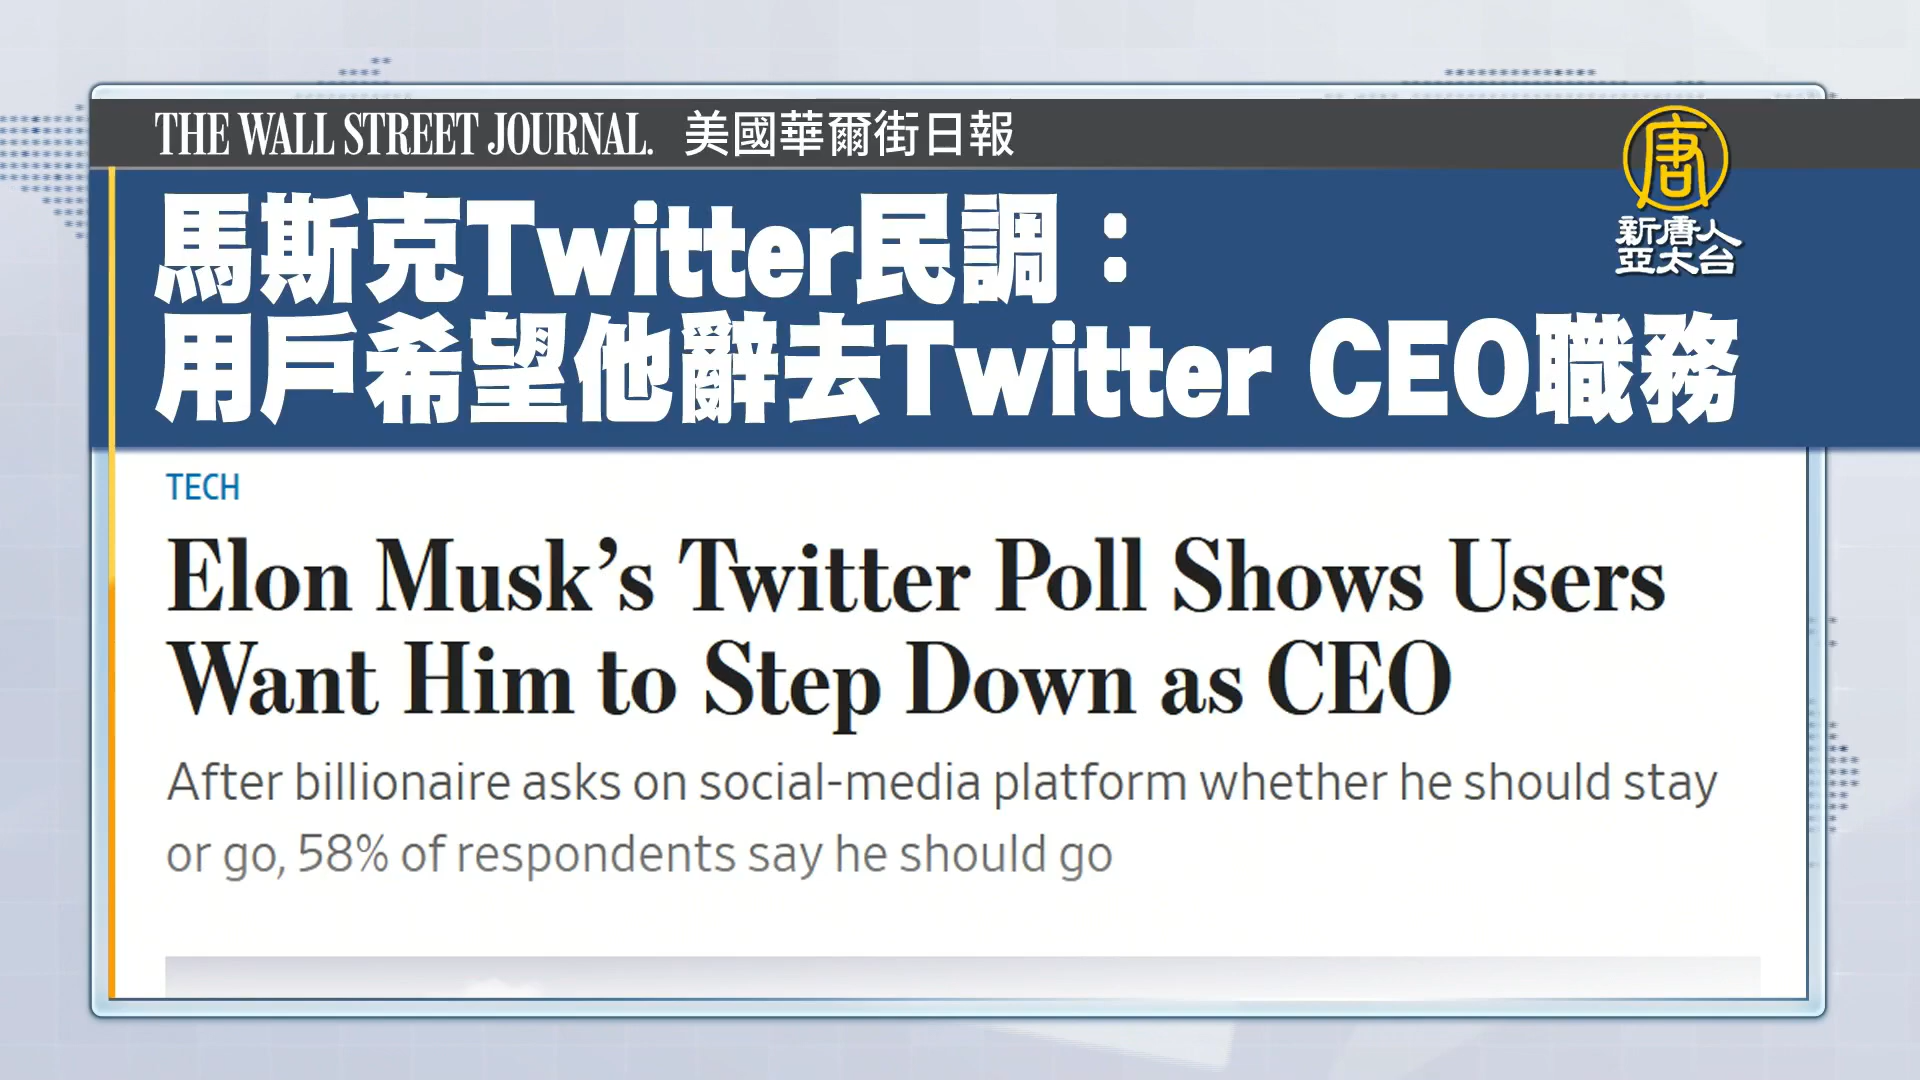 THE WALL STREET JOURNAL. 美國華爾街日報
唐
新唐人
亞太台
馬斯克Twitter民調：
用戶希望他辭去Twitter CEO職務
TECH
Elon Musk’s Twitter Poll Shows Users
Want Him to Step Down as CEO
After billionaire asks on social-media platform whether he should stay
or go, 58% of respondents say he should go